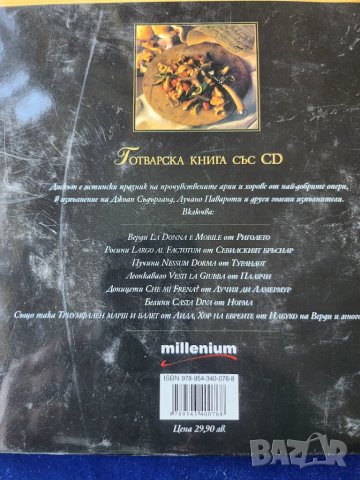 ГОТВАРСКА КНИГА СЪС CD
Дискът е истински празник на прочувствените арии и хорове от най-добрите опери,
в изпълнение на Джоан Съдърланд, Лучано Павароти и други големи изпълнители.
Включва:
Верди LA DONNA E MOBILE от РИГОЛЕТО
Росини LARGO AL FACTOTUM от СЕВИЛСКИЯТ БРЪСНАР
Пучини NESSUM DORMA от ТУРАНДОТ
Леонкавало VESTI LA GIUBBA от ПАЛЯЧИ
Доницети CHE MI FRENA? от ЛУЧИЯ ДИ ЛАМЕРМУР
Белини CASTA DIVA от НОРМА
Също така ТРИУМФАЛЕН МАРШ И БАЛЕТ от АИДА, ХОР НА ЕВРЕИТЕ от НАБУКО на Верди и много
millenium
ISBN 978-954-340-076-8
9789543400768
Цена 29,90 лв.
BAZAR